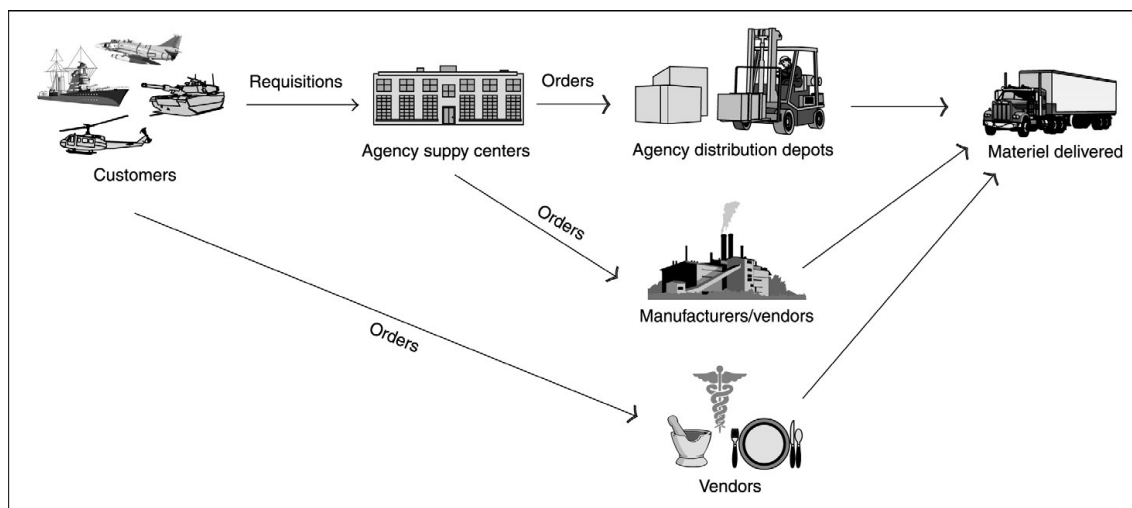 Requisitions
Orders
Agency suppy centers
Agency distribution depots
Materiel delivered
Customers
Orders
Manufacturers/vendors
Orders
Vendors